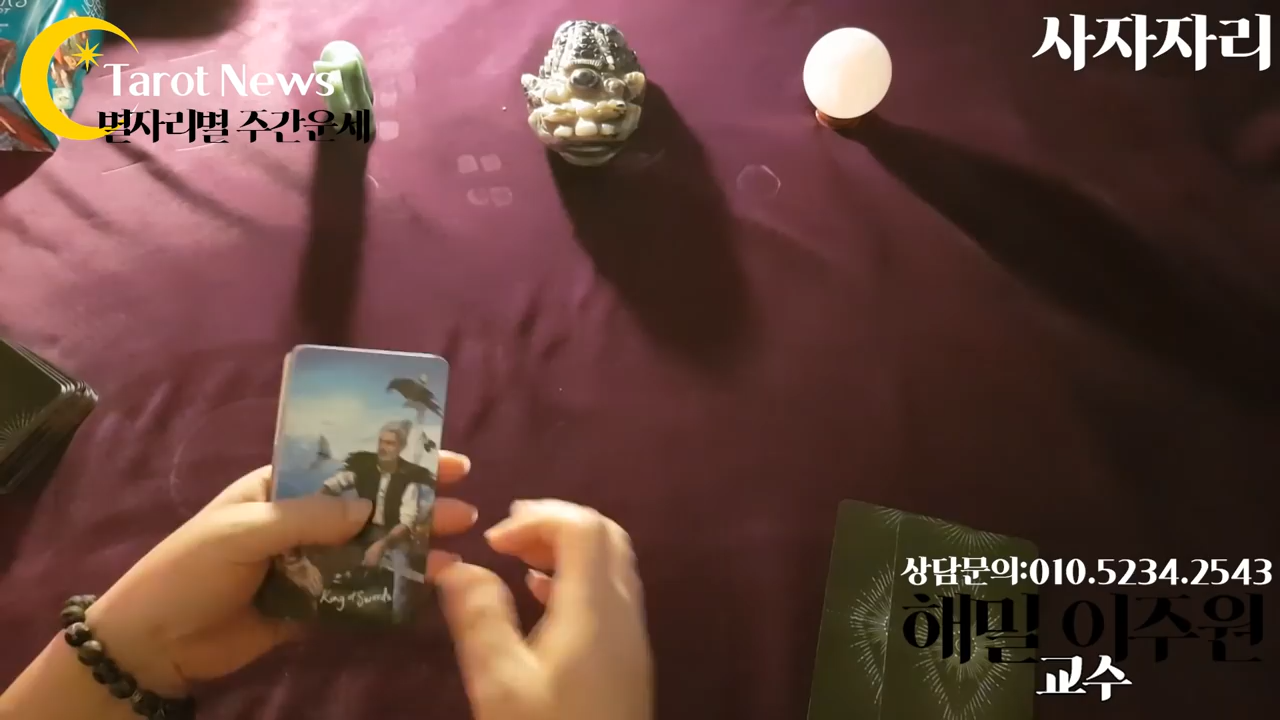 Tarot News
별자리별 주간운세
사자자리
King of Swords
상담문의:010.5234.2543
해밀 이주원
교수